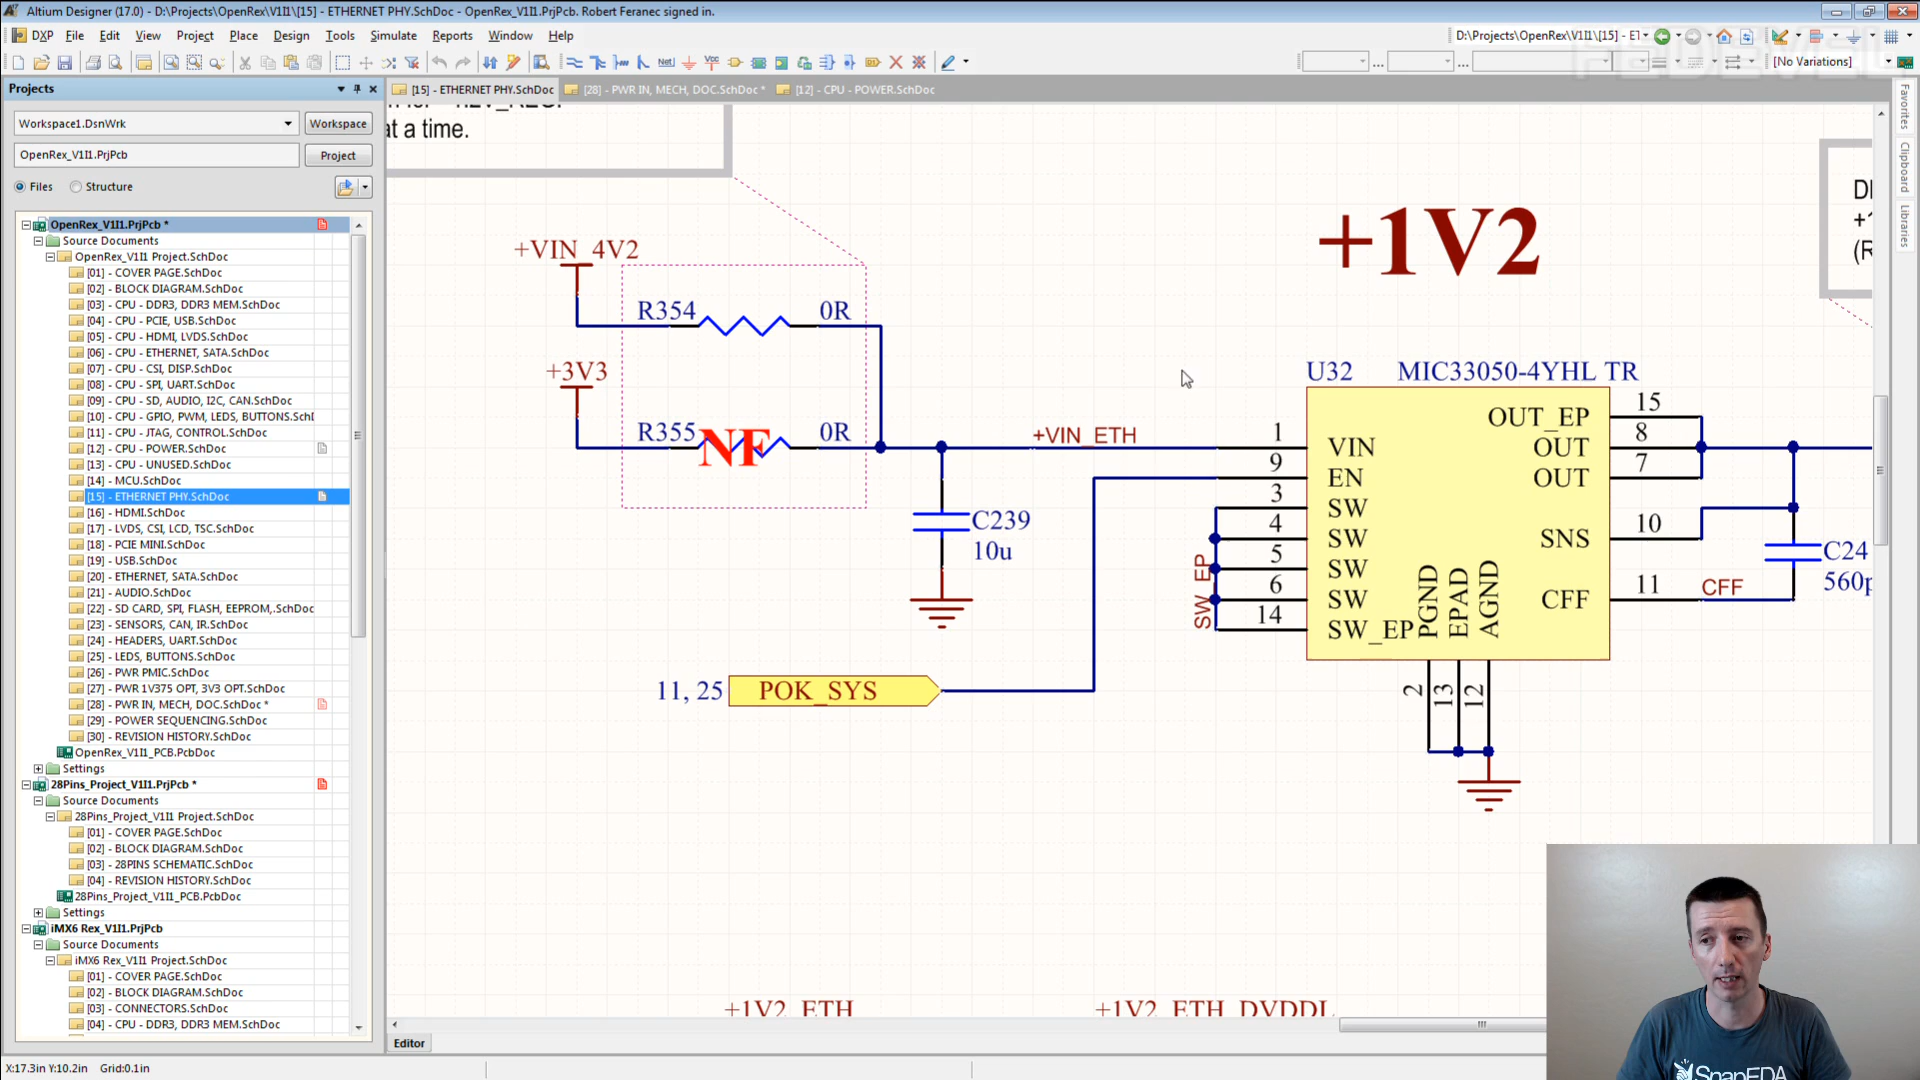 Altium Designer (17.0) - D:\Projects\OpenRex\V1I1\[15] - ETHERNET PHY.SchDoc - OpenRex_V1I1.PrjPcb. Robert Feranec signed in.
DXP File Edit View Project Place Design Tools Simulate Reports Window Help
D:\Projects\OpenRex\V1I1\[15] - E1
[No Variations]
FEDEVEL
Projects
[15] - ETHERNET PHY.SchDoc
[28] - PWR IN, MECH, DOC.SchDoc *
[12] - CPU - POWER.SchDoc
Workspace1.DsnWrk
Workspace
OpenRex_V1I1.PrjPcb
Project
Files
Structure
OpenRex_V1I1.PrjPcb *
Source Documents
OpenRex_V1I1 Project.SchDoc
[01] - COVER PAGE.SchDoc
[02] - BLOCK DIAGRAM.SchDoc
[03] - CPU - DDR3, DDR3 MEM.SchDoc
[04] - CPU - PCIE, USB.SchDoc
[05] - CPU - HDMI, LVDS.SchDoc
[06] - CPU - ETHERNET, SATA.SchDoc
[07] - CPU - CSI, DISP.SchDoc
[08] - CPU - SPI, UART.SchDoc
[09] - CPU - SD, AUDIO, I2C, CAN.SchDoc
[10] - CPU - GPIO, PWM, LEDS, BUTTONS.SchI
[11] - CPU - JTAG, CONTROL.SchDoc
[12] - CPU - POWER.SchDoc
[13] - CPU - UNUSED.SchDoc
[14] - MCU.SchDoc
[15] - ETHERNET PHY.SchDoc
[16] - HDMI.SchDoc
[17] - LVDS, CSI, LCD, TSC.SchDoc
[18] - PCIE MINI.SchDoc
[19] - USB.SchDoc
[20] - ETHERNET, SATA.SchDoc
[21] - AUDIO.SchDoc
[22] - SD CARD, SPI, FLASH, EEPROM,.SchDoc
[23] - SENSORS, CAN, IR.SchDoc
[24] - HEADERS, UART.SchDoc
[25] - LEDS, BUTTONS.SchDoc
[26] - PWR PMIC.SchDoc
[27] - PWR 1V375 OPT, 3V3 OPT.SchDoc
[28] - PWR IN, MECH, DOC.SchDoc *
[29] - POWER SEQUENCING.SchDoc
[30] - REVISION HISTORY.SchDoc
OpenRex_V1I1_PCB.PcbDoc
Settings
28Pins_Project_V1I1.PrjPcb *
Source Documents
28Pins_Project_V1I1 Project.SchDoc
[01] - COVER PAGE.SchDoc
[02] - BLOCK DIAGRAM.SchDoc
[03] - 28PINS SCHEMATIC.SchDoc
[04] - REVISION HISTORY.SchDoc
28Pins_Project_V1I1_PCB.PcbDoc
Settings
iMX6 Rex_V1I1.PrjPcb
Source Documents
iMX6 Rex_V1I1 Project.SchDoc
[01] - COVER PAGE.SchDoc
[02] - BLOCK DIAGRAM.SchDoc
[03] - CONNECTORS.SchDoc
[04] - CPU - DDR3, DDR3 MEM.SchDoc
at a time.
+1V2
+VIN_4V2
R354 0R
+3V3
R355 NF 0R
+VIN_ETH
C239
10u
11, 25 POK_SYS
U32 MIC33050-4YHL TR
1 VIN
9 EN
3 SW
4 SW
5 SW
6 SW
14 SW_EP
SW_EP
OUT_EP 15
OUT 8
OUT 7
SNS 10
CFF 11 CFF
PGND EPAD AGND
2 13 12
C24
560p
+1V2_ETH
+1V2_ETH_DVDDL
Favorites
Clipboard
Libraries
Editor
X:17.3in Y:10.2in Grid:0.1in
SnapEDA